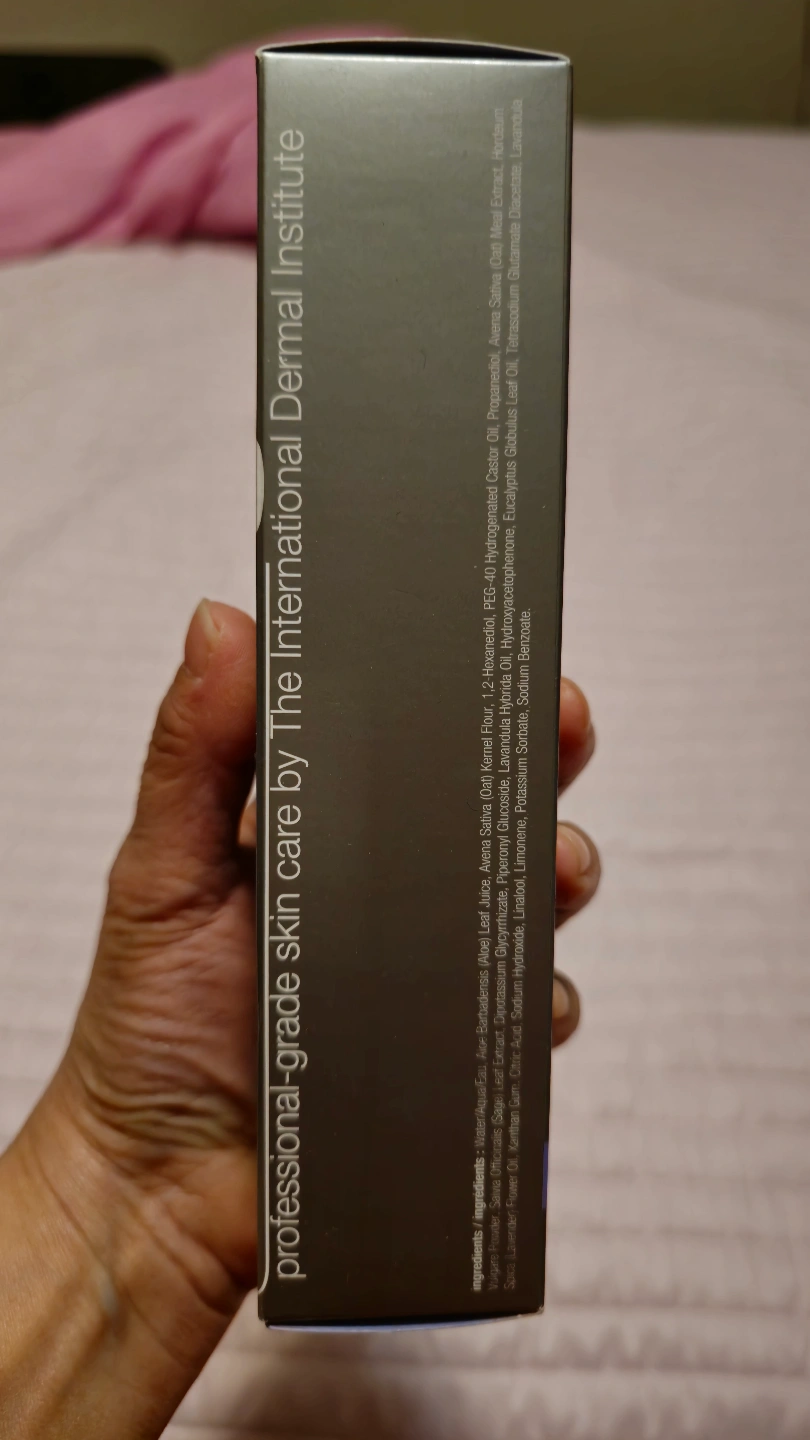 professional-grade skin care by The International Dermal Institute
ingredients / ingrédients : Water/Aqua/Eau, Aloe Barbadensis (Aloe) Leaf Juice, Avena Sativa (Oat) Kernel Flour, 1,2-Hexanediol, PEG-40 Hydrogenated Castor Oil, Propanediol, Avena Sativa (Oat) Meal Extract, Hordeum
Vulgare Powder, Salvia Officinalis (Sage) Leaf Extract, Dipotassium Glycyrrhizate, Piperonyl Glucoside, Lavandula Hybrida Oil, Hydroxyacetophenone, Eucalyptus Globulus Leaf Oil, Tetrasodium Glutamate Diacetate, Lavandula
Spica (Lavender) Flower Oil, Xanthan Gum, Citric Acid, Sodium Hydroxide, Linalool, Limonene, Potassium Sorbate, Sodium Benzoate.